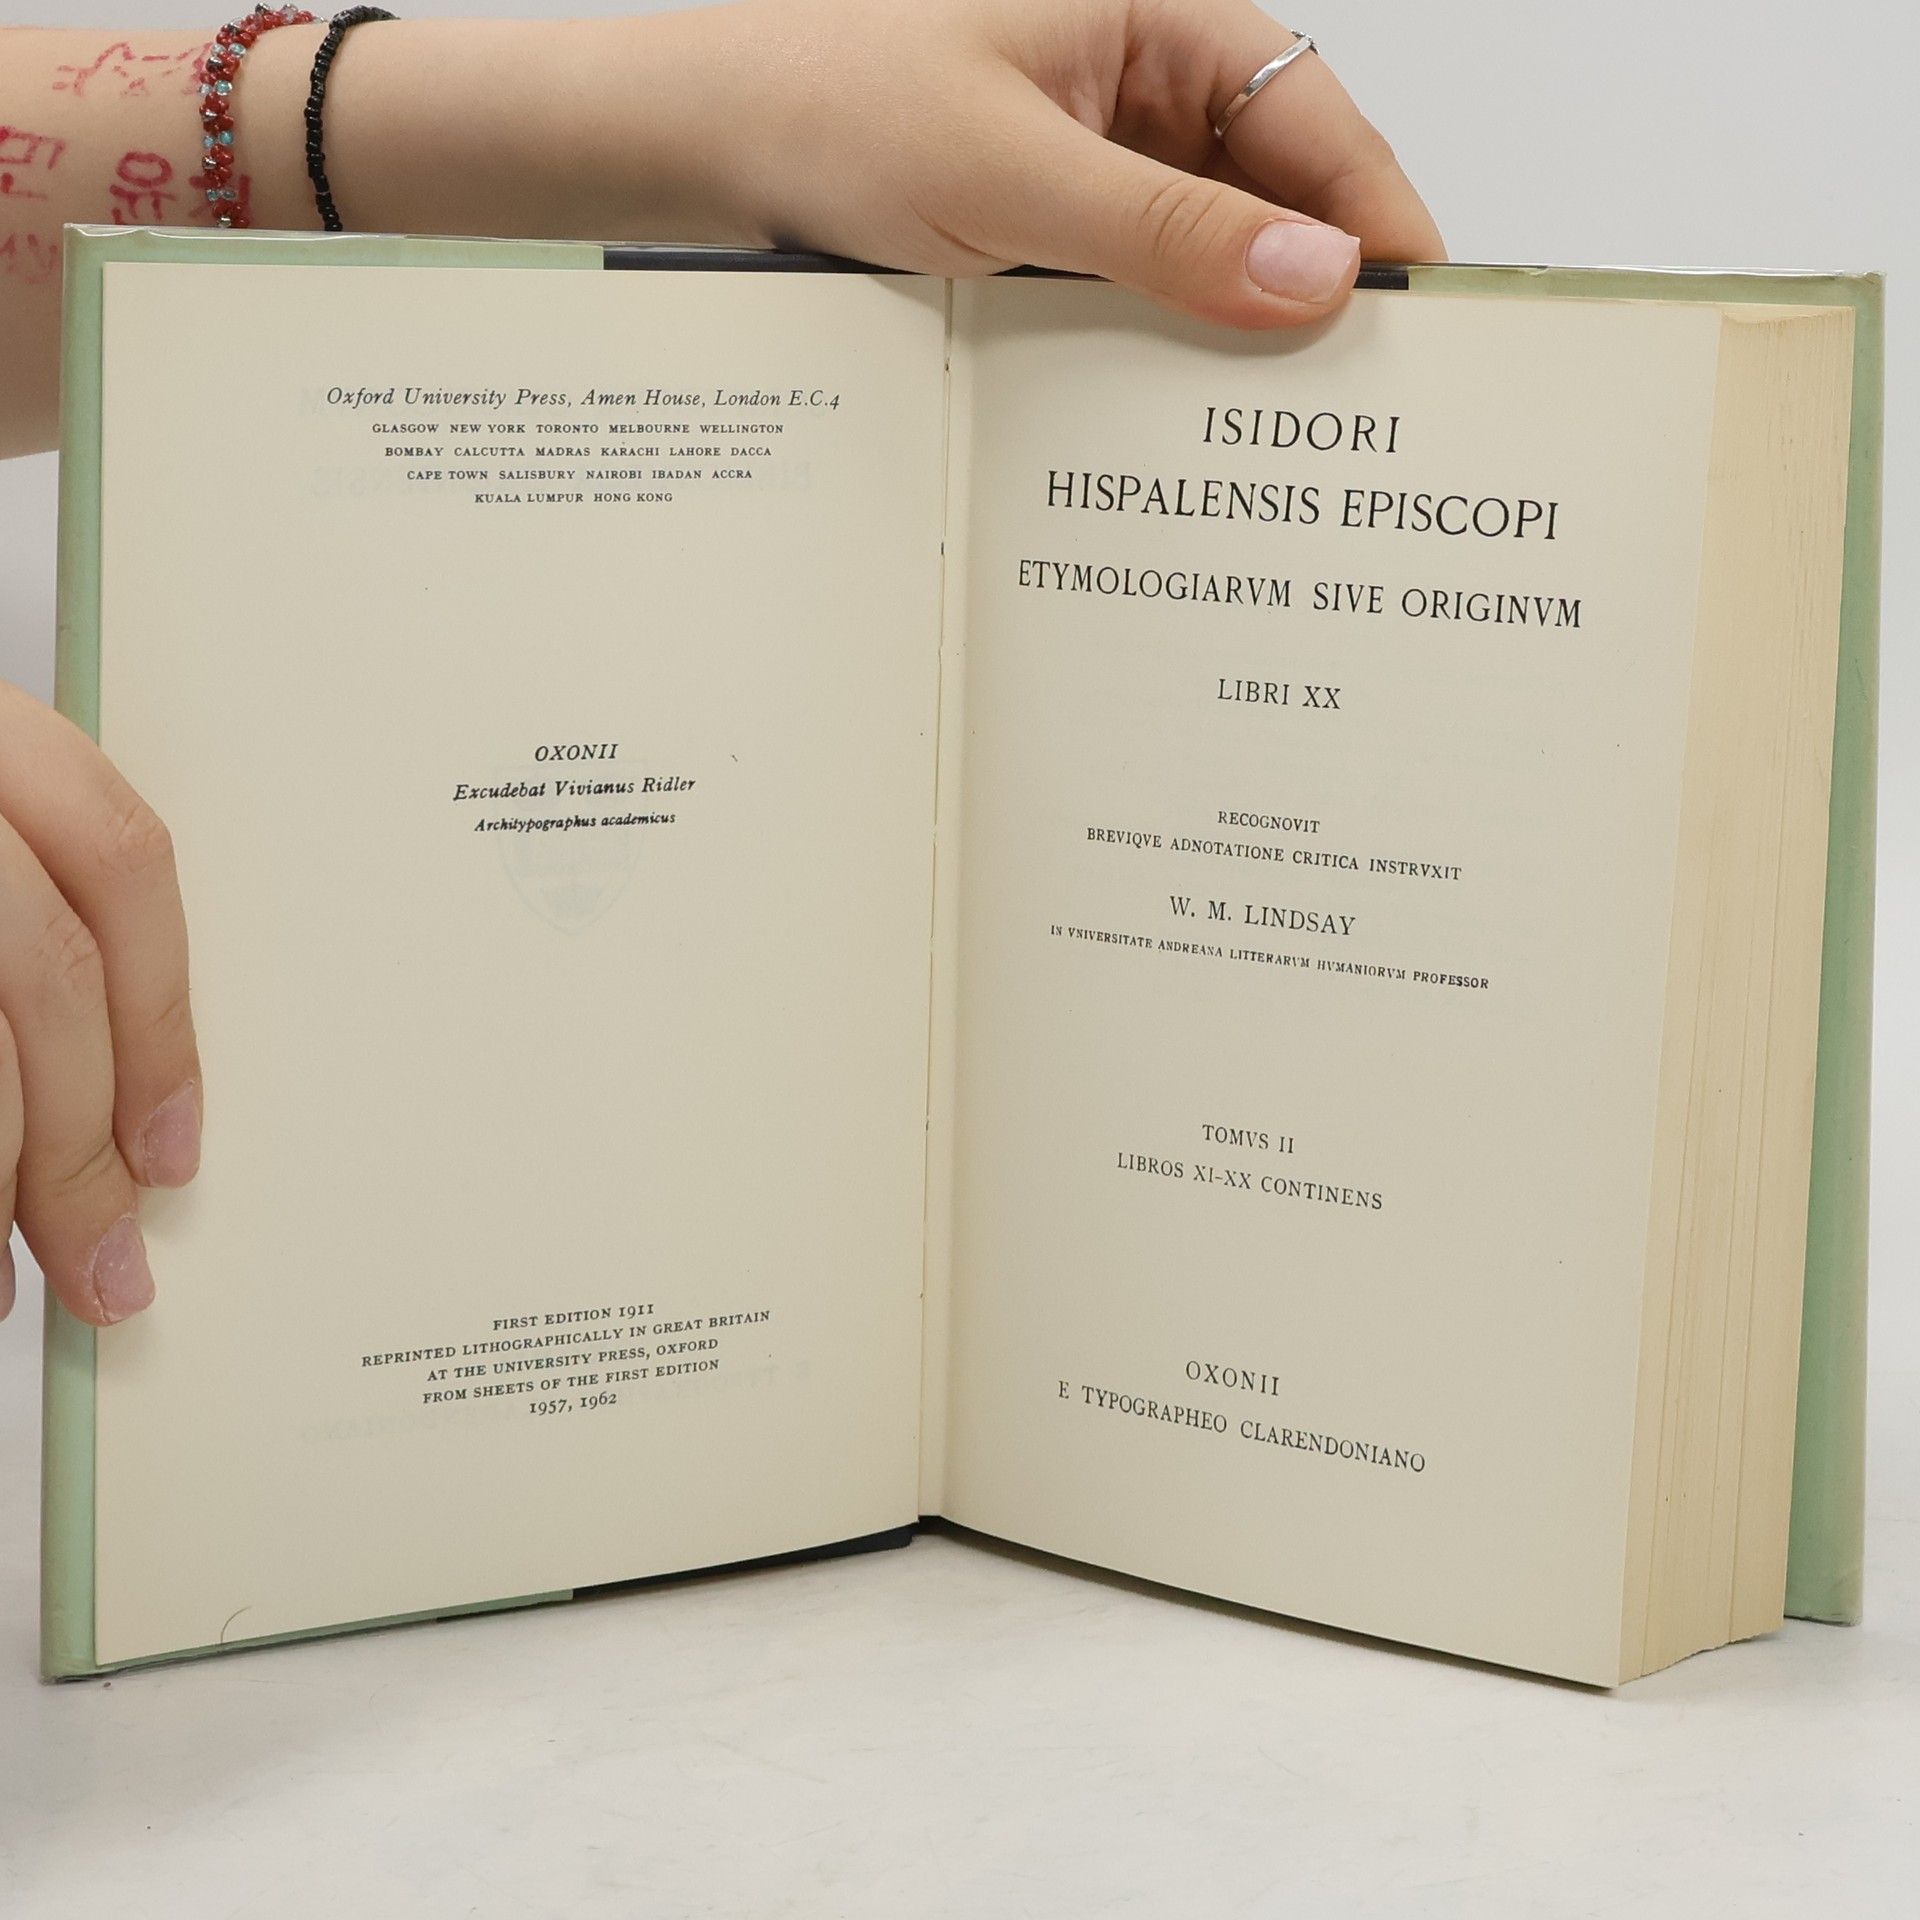 Oxford University Press, Amen House, London E.C.4
GLASGOW NEW YORK TORONTO MELBOURNE WELLINGTON
BOMBAY CALCUTTA MADRAS KARACHI LAHORE DACCA
CAPE TOWN SALISBURY NAIROBI IBADAN ACCRA
KUALA LUMPUR HONG KONG
OXONII
Excudebat Vivianus Ridler
Architypographus academicus
FIRST EDITION 1911
REPRINTED LITHOGRAPHICALLY IN GREAT BRITAIN
AT THE UNIVERSITY PRESS, OXFORD
FROM SHEETS OF THE FIRST EDITION
1957, 1962
ISIDORI
HISPALENSIS EPISCOPI
ETYMOLOGIARVM SIVE ORIGINVM
LIBRI XX
RECOGNOVIT
BREVIQVE ADNOTATIONE CRITICA INSTRVXIT
W. M. LINDSAY
IN VNIVERSITATE ANDREANA LITTERARVM HVMANIORVM PROFESSOR
TOMVS II
LIBROS XI–XX CONTINENS
OXONII
E TYPOGRAPHEO CLARENDONIANO